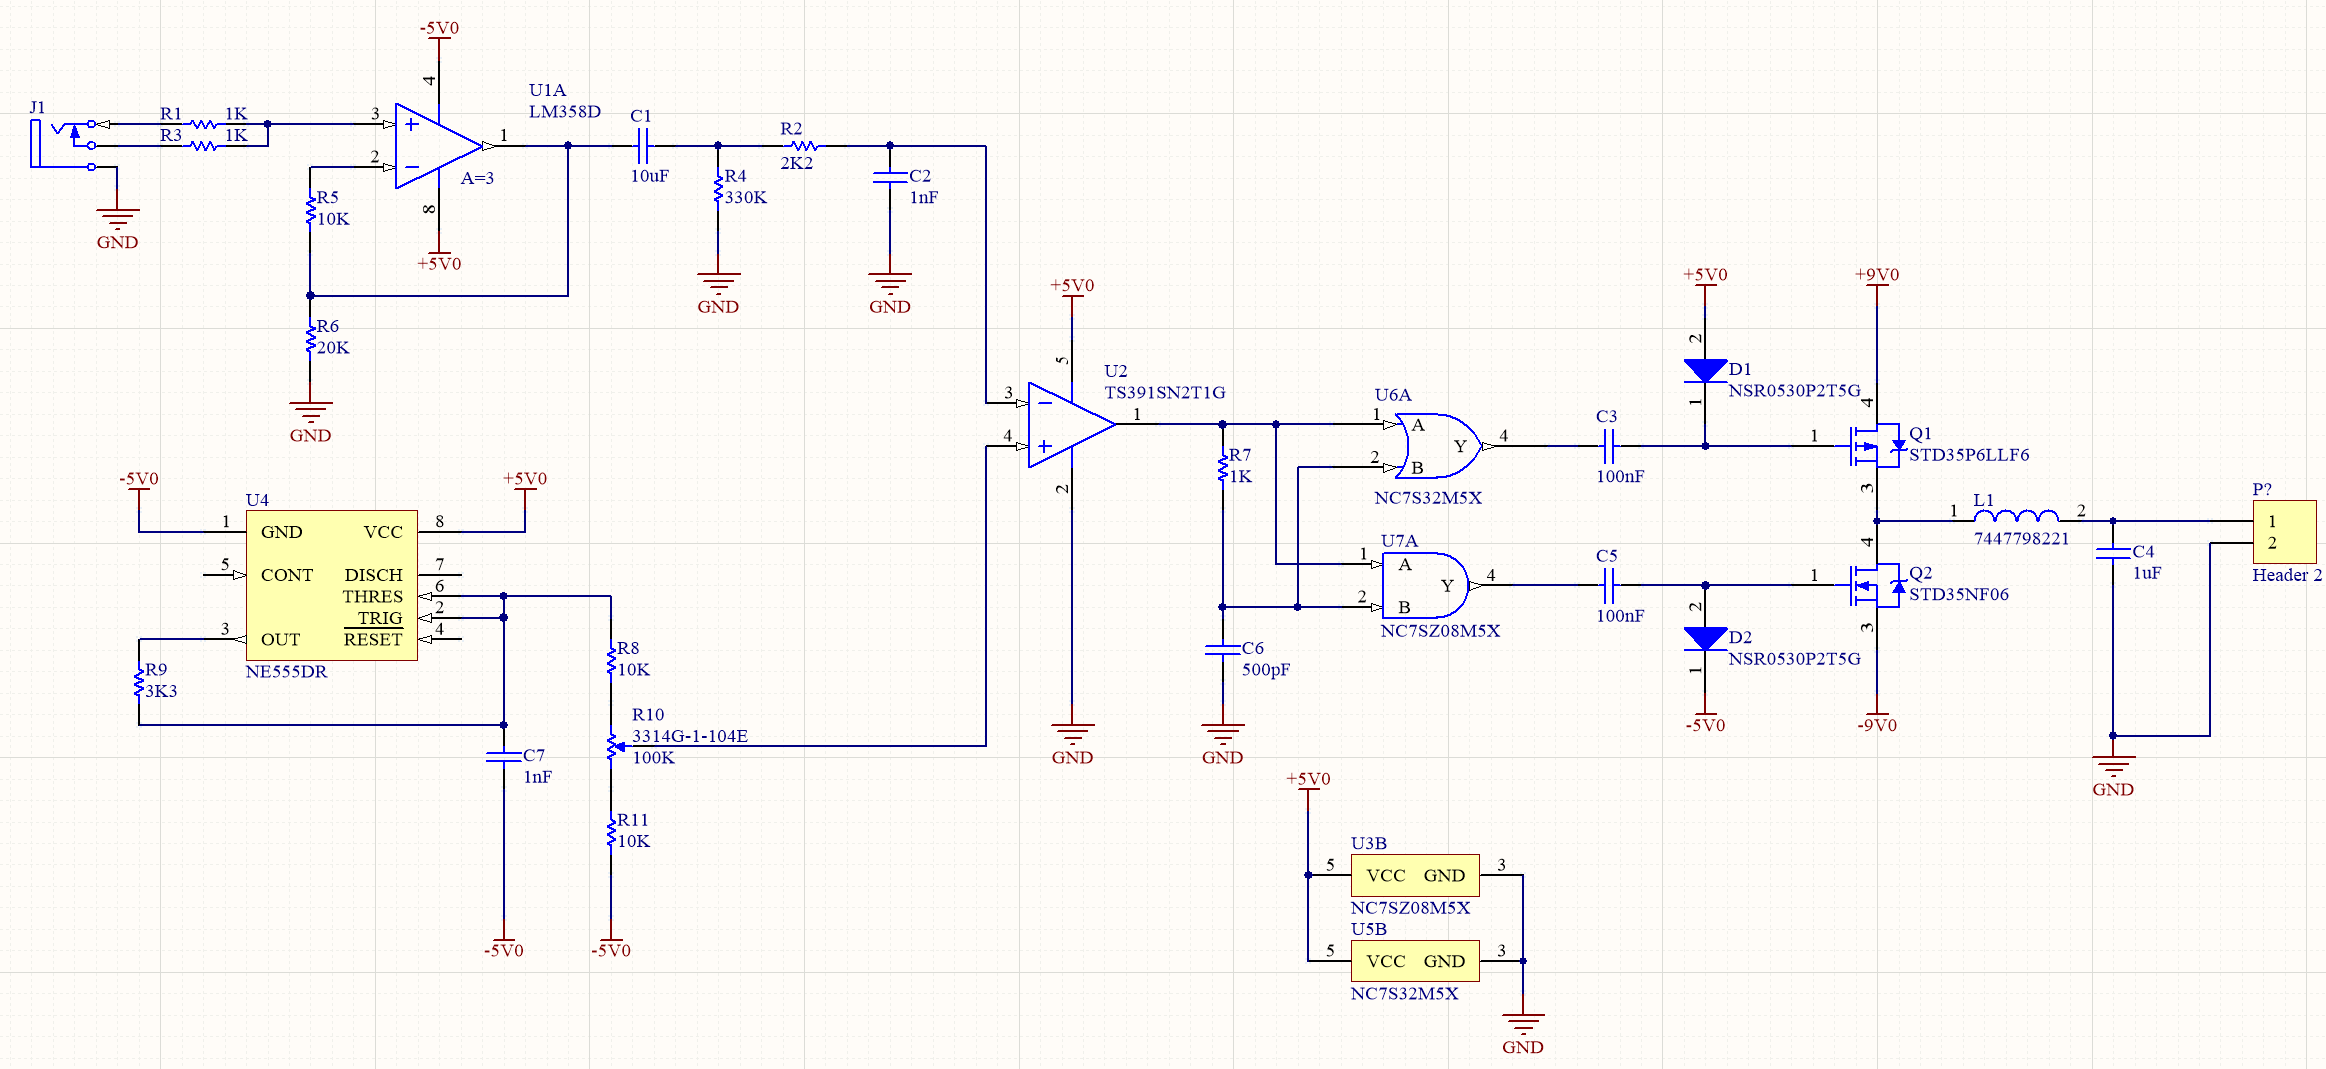 -5V0
4
J1
R1 1K
R3 1K
3
2
1
U1A
LM358D
A=3
8
+5V0
GND
R5
10K
R6
20K
GND
C1
10uF
R4
330K
GND
R2
2K2
C2
1nF
GND
+5V0
5
U2
TS391SN2T1G
3
4
1
2
GND
R7
1K
C6
500pF
GND
U6A
1
A
2
B
Y
4
NC7S32M5X
U7A
1
A
2
B
Y
4
NC7SZ08M5X
C3
100nF
C5
100nF
+5V0
2
D1
NSR0530P2T5G
1
2
D2
NSR0530P2T5G
1
-5V0
+9V0
4
1
Q1
STD35P6LLF6
3
4
1
Q2
STD35NF06
3
-9V0
L1
1
2
7447798221
C4
1uF
GND
P?
1
2
Header 2
-5V0
+5V0
U4
1
GND
VCC
8
5
CONT
DISCH
7
THRES
6
TRIG
2
3
OUT
RESET
4
NE555DR
R9
3K3
C7
1nF
-5V0
R8
10K
R10
3314G-1-104E
100K
R11
10K
-5V0
+5V0
U3B
5
VCC GND
3
NC7SZ08M5X
U5B
5
VCC GND
3
NC7S32M5X
GND